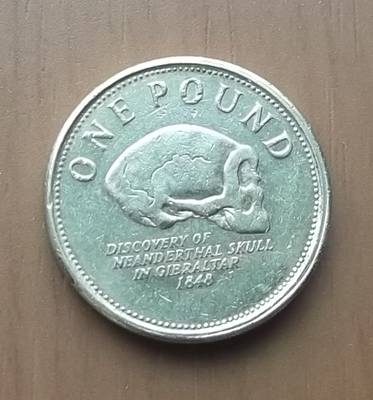 ONE POUND
DISCOVERY OF
NEANDERTHAL SKULL
IN GIBRALTAR
1848